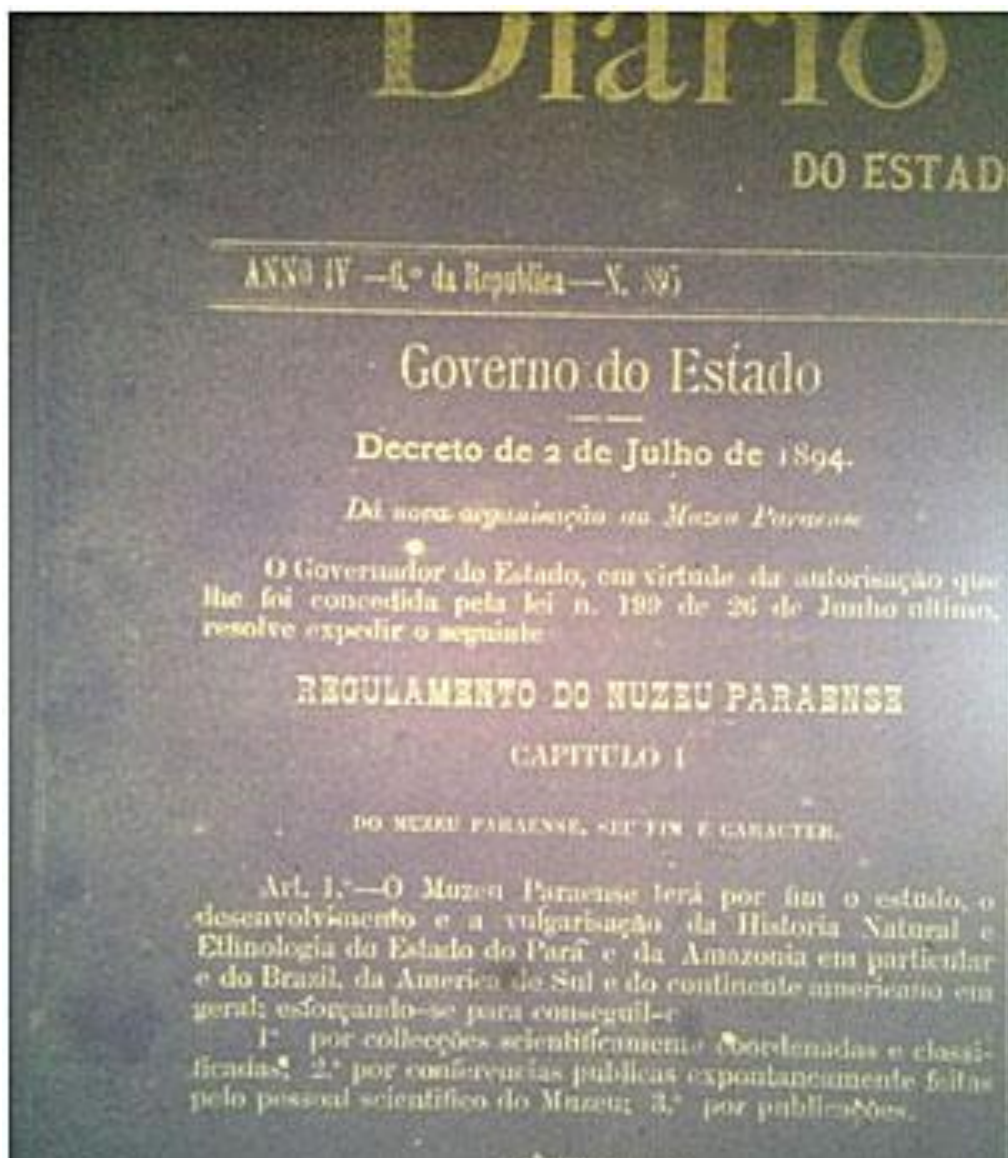 Diario
DO ESTAD
ANNO IV —6.º da Republica—N. 895
Governo do Estado
Decreto de 2 de Julho de 1894.
Dá nova organisação ao Muzeu Paraense
O Governador do Estado, em virtude da autorisação que
lhe foi concedida pela lei n. 199 de 26 de Junho ultimo,
resolve expedir o seguinte
REGULAMENTO DO NUZEU PARAENSE
CAPITULO I
DO MUZEU PARAENSE, SEU FIM E CARACTER.
Art. 1.º—O Muzeu Paraense terá por fim o estudo, o
desenvolvimento e a vulgarisação da Historia Natural e
Ethnologia do Estado do Pará e da Amazonia em particular
e do Brazil, da America do Sul e do continente americano em
geral; esforçando-se para conseguil-o
1º por collecções scientificamente coordenadas e classi-
ficadas; 2.º por conferencias publicas expontaneamente feitas
pelo pessoal scientifico do Muzeu; 3.º por publicações.